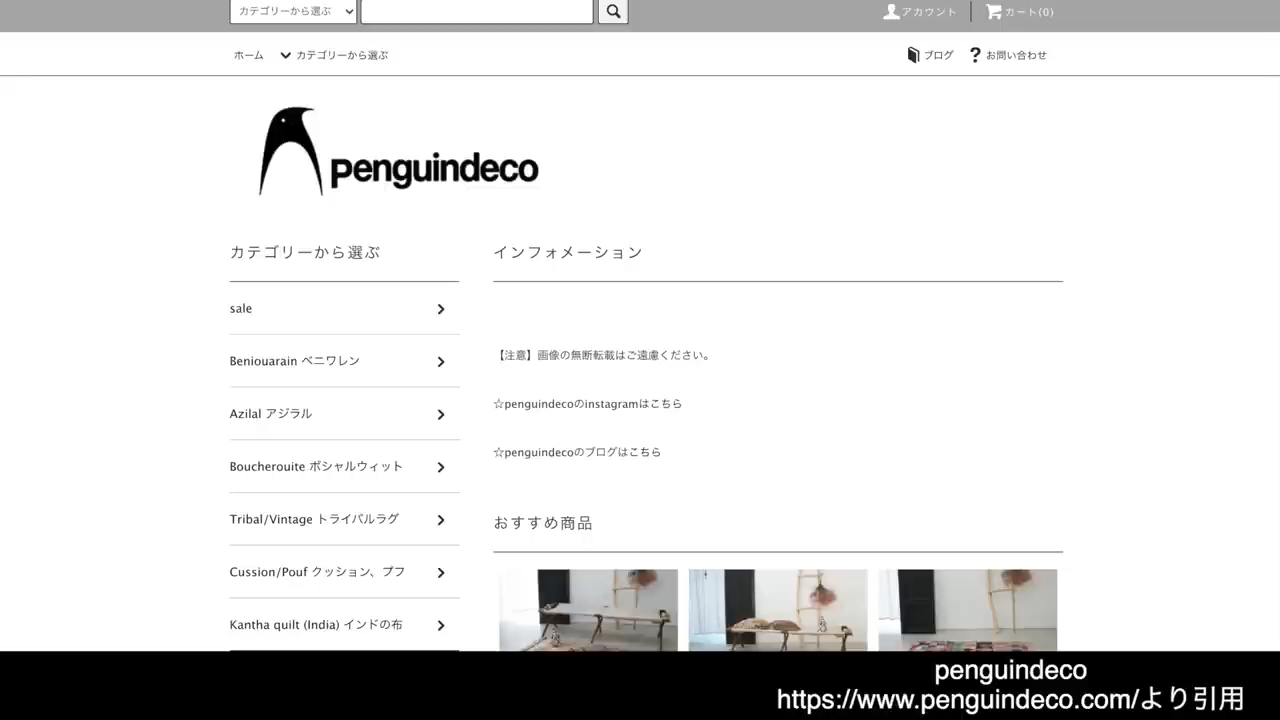 カテゴリーから選ぶ
アカウント
カート(0)
ホーム
カテゴリーから選ぶ
ブログ
お問い合わせ
penguindeco
カテゴリーから選ぶ
sale
Beniouarain ベニワレン
Azilal アジラル
Boucherouite ボシャルウィット
Tribal/Vintage トライバルラグ
Cussion/Pouf クッション、プフ
Kantha quilt (India) インドの布
インフォメーション
【注意】画像の無断転載はご遠慮ください。
☆penguindecoのinstagramはこちら
☆penguindecoのブログはこちら
おすすめ商品
penguindeco
https://www.penguindeco.com/より引用